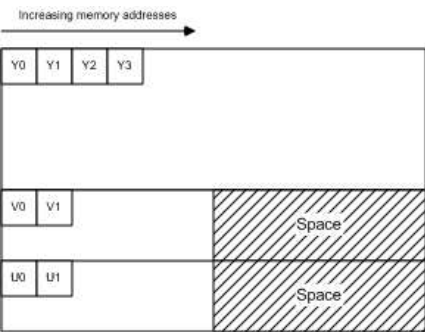 Increasing memory addresses
Y0 Y1 Y2 Y3
V0 V1
Space
U0 U1
Space